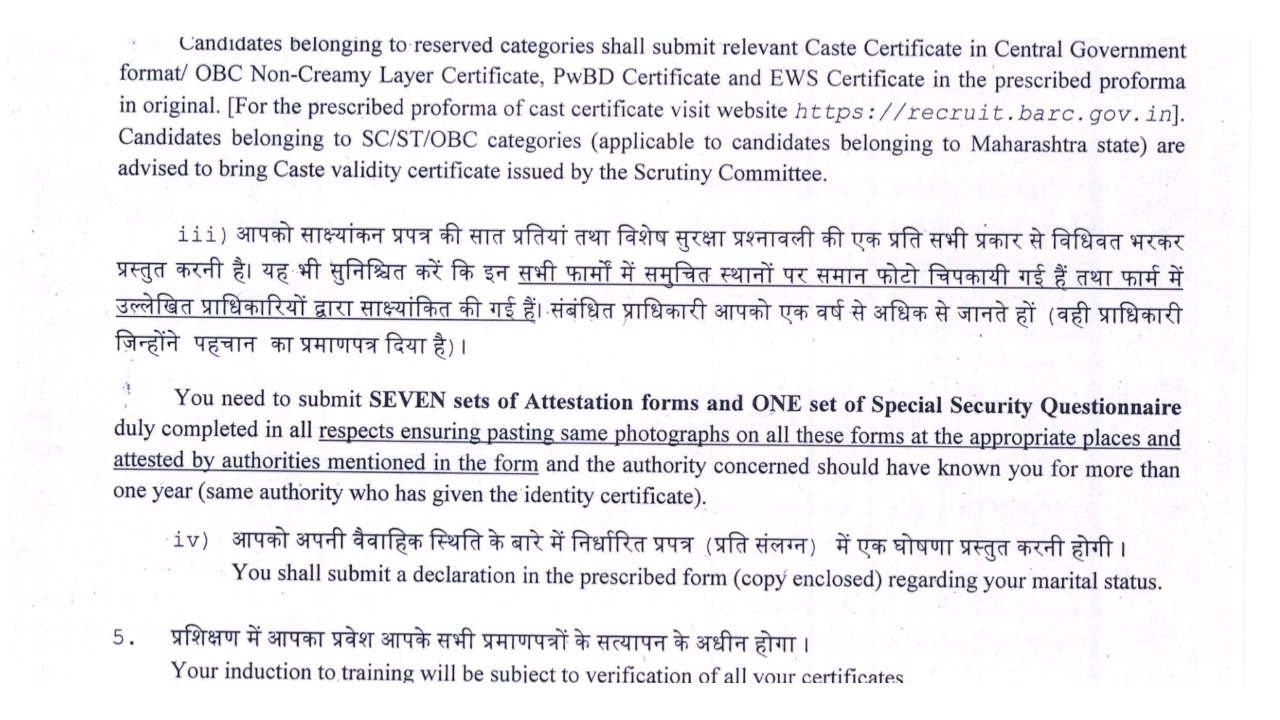 Candidates belonging to reserved categories shall submit relevant Caste Certificate in Central Government
format/ OBC Non-Creamy Layer Certificate, PwBD Certificate and EWS Certificate in the prescribed proforma
in original. [For the prescribed proforma of cast certificate visit website https://recruit.barc.gov.in].
Candidates belonging to SC/ST/OBC categories (applicable to candidates belonging to Maharashtra state) are
advised to bring Caste validity certificate issued by the Scrutiny Committee.
iii) आपको साक्ष्यांकन प्रपत्र की सात प्रतियां तथा विशेष सुरक्षा प्रश्नावली की एक प्रति सभी प्रकार से विधिवत भरकर
प्रस्तुत करनी है। यह भी सुनिश्चित करें कि इन सभी फार्मों में समुचित स्थानों पर समान फोटो चिपकायी गई हैं तथा फार्म में
उल्लेखित प्राधिकारियों द्वारा साक्ष्यांकित की गई हैं। संबंधित प्राधिकारी आपको एक वर्ष से अधिक से जानते हों (वही प्राधिकारी
जिन्होंने पहचान का प्रमाणपत्र दिया है)।
You need to submit SEVEN sets of Attestation forms and ONE set of Special Security Questionnaire
duly completed in all respects ensuring pasting same photographs on all these forms at the appropriate places and
attested by authorities mentioned in the form and the authority concerned should have known you for more than
one year (same authority who has given the identity certificate).
iv) आपको अपनी वैवाहिक स्थिति के बारे में निर्धारित प्रपत्र (प्रति संलग्न) में एक घोषणा प्रस्तुत करनी होगी।
You shall submit a declaration in the prescribed form (copy enclosed) regarding your marital status.
5. प्रशिक्षण में आपका प्रवेश आपके सभी प्रमाणपत्रों के सत्यापन के अधीन होगा।
Your induction to training will be subject to verification of all your certificates